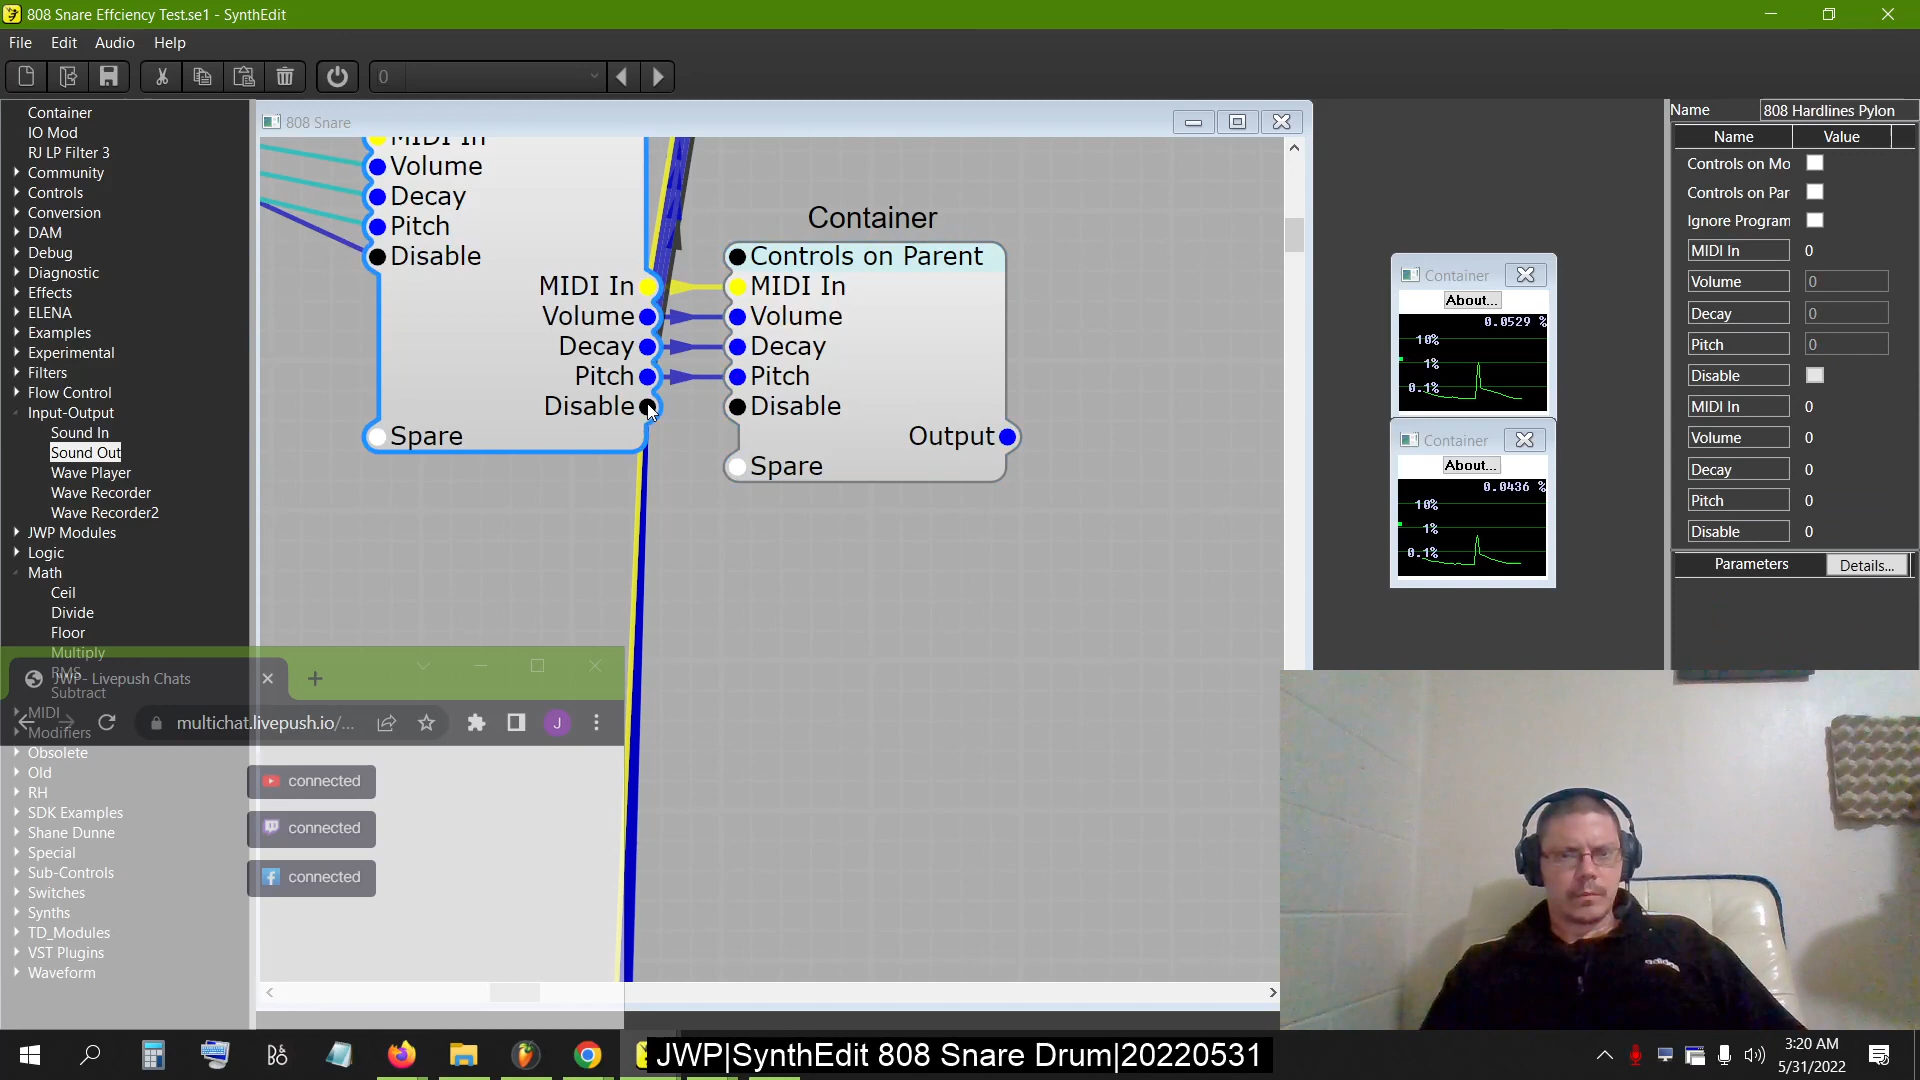 808 Snare Effciency Test.se1 - SynthEdit
File Edit Audio Help
0
Container
IO Mod
RJ LP Filter 3
Community
Controls
Conversion
DAM
Debug
Diagnostic
Effects
ELENA
Examples
Experimental
Filters
Flow Control
Input-Output
Sound In
Sound Out
Wave Player
Wave Recorder
Wave Recorder2
JWP Modules
Logic
Math
Ceil
Divide
Floor
Multiply
RMS
Subtract
MIDI
Modifiers
Obsolete
Old
RH
SDK Examples
Shane Dunne
Special
Sub-Controls
Switches
Synths
TD_Modules
VST Plugins
Waveform
808 Snare
MIDI In
Volume
Decay
Pitch
Disable
MIDI In
Volume
Decay
Pitch
Disable
Spare
Container
Controls on Parent
MIDI In
Volume
Decay
Pitch
Disable
Output
Spare
Container
About...
0.0529 %
10%
1%
0.1%
Container
About...
0.0436 %
10%
1%
0.1%
Name 808 Hardlines Pylon
Name Value
Controls on Mo
Controls on Par
Ignore Program
MIDI In 0
Volume 0
Decay 0
Pitch 0
Disable
MIDI In 0
Volume 0
Decay 0
Pitch 0
Disable 0
Parameters Details...
JWP - Livepush Chats
multichat.livepush.io/...
J
connected
connected
connected
adidas
JWP|SynthEdit 808 Snare Drum|20220531
3:20 AM
5/31/2022